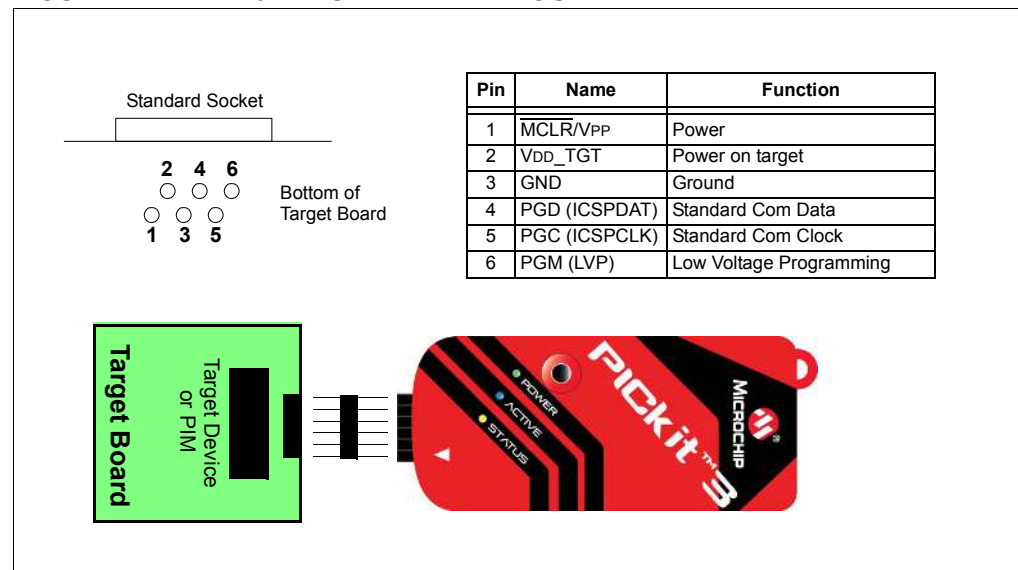 Standard Socket
2 4 6
1 3 5
Bottom of
Target Board
Pin Name Function
1 MCLR/VPP Power
2 VDD_TGT Power on target
3 GND Ground
4 PGD (ICSPDAT) Standard Com Data
5 PGC (ICSPCLK) Standard Com Clock
6 PGM (LVP) Low Voltage Programming
Target Board
Target Device
or PIM
POWER
ACTIVE
STATUS
PICkit™ 3
MICROCHIP
®